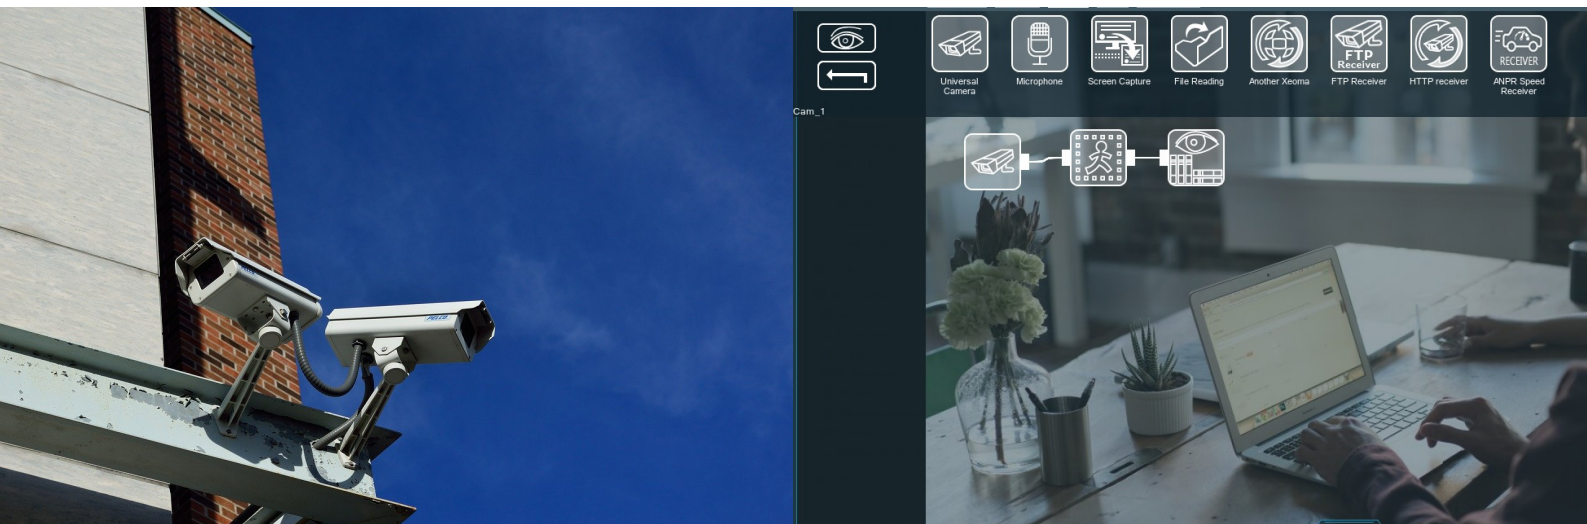 PELCO
Universal
Camera
Microphone
Screen Capture
File Reading
Another Xeoma
FTP
Receiver
FTP Receiver
HTTP receiver
RECEIVER
ANPR Speed
Receiver
Cam_1